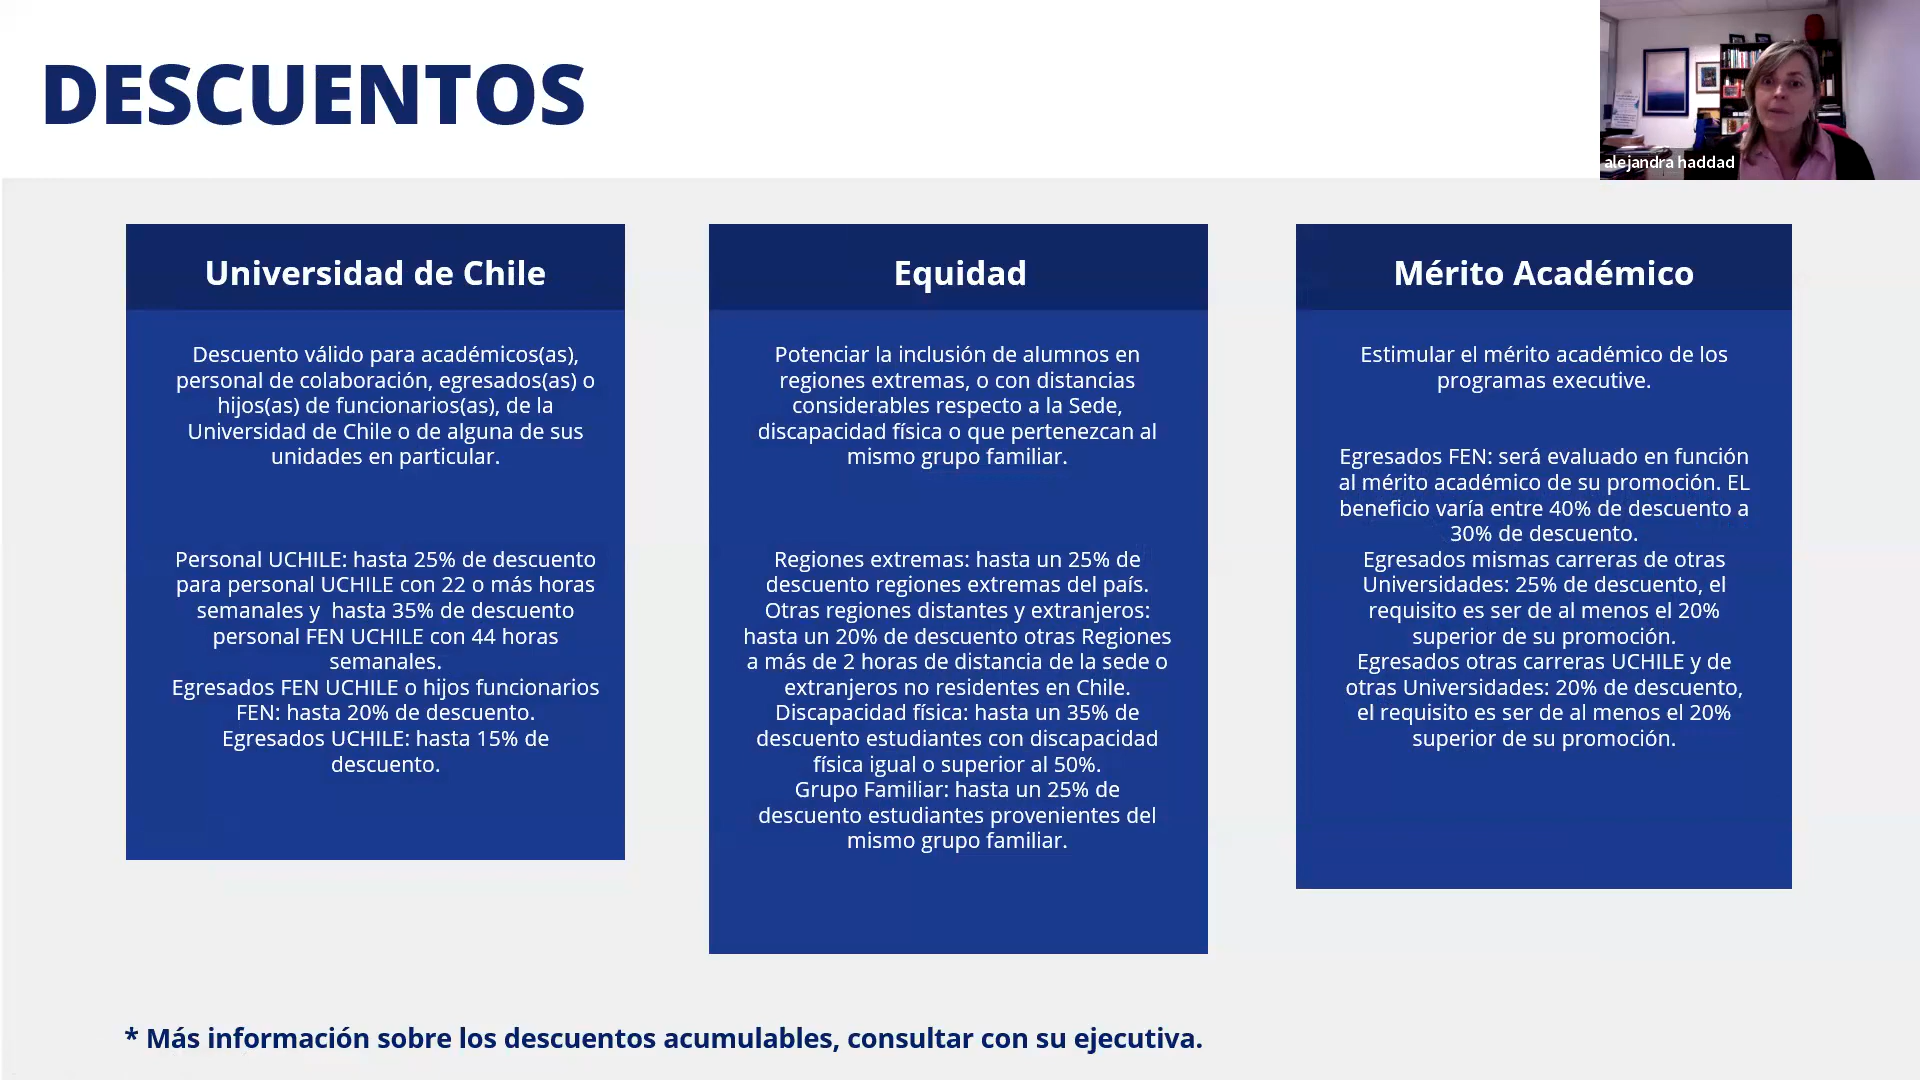 DESCUENTOS
alejandra haddad
Universidad de Chile
Descuento válido para académicos(as),
personal de colaboración, egresados(as) o
hijos(as) de funcionarios(as), de la
Universidad de Chile o de alguna de sus
unidades en particular.
Personal UCHILE: hasta 25% de descuento
para personal UCHILE con 22 o más horas
semanales y  hasta 35% de descuento
personal FEN UCHILE con 44 horas
semanales.
Egresados FEN UCHILE o hijos funcionarios
FEN: hasta 20% de descuento.
Egresados UCHILE: hasta 15% de
descuento.
Equidad
Potenciar la inclusión de alumnos en
regiones extremas, o con distancias
considerables respecto a la Sede,
discapacidad física o que pertenezcan al
mismo grupo familiar.
Regiones extremas: hasta un 25% de
descuento regiones extremas del país.
Otras regiones distantes y extranjeros:
hasta un 20% de descuento otras Regiones
a más de 2 horas de distancia de la sede o
extranjeros no residentes en Chile.
Discapacidad física: hasta un 35% de
descuento estudiantes con discapacidad
física igual o superior al 50%.
Grupo Familiar: hasta un 25% de
descuento estudiantes provenientes del
mismo grupo familiar.
Mérito Académico
Estimular el mérito académico de los
programas executive.
Egresados FEN: será evaluado en función
al mérito académico de su promoción. EL
beneficio varía entre 40% de descuento a
30% de descuento.
Egresados mismas carreras de otras
Universidades: 25% de descuento, el
requisito es ser de al menos el 20%
superior de su promoción.
Egresados otras carreras UCHILE y de
otras Universidades: 20% de descuento,
el requisito es ser de al menos el 20%
superior de su promoción.
* Más información sobre los descuentos acumulables, consultar con su ejecutiva.